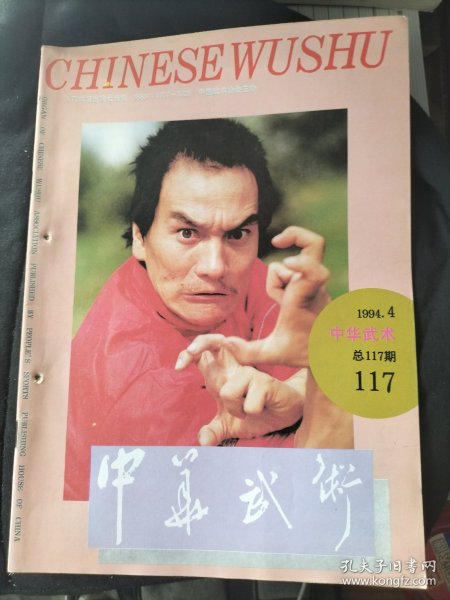 CHINESE WUSHU
1994.4
中华武术
总117期
117
中華武術
ORGAN OF CHINESE WUSHU ASSOCIATION PUBLISHED BY PEOPLE'S SPORTS PUBLISHING HOUSE OF CHINA
孔夫子旧书网
kongfz.com